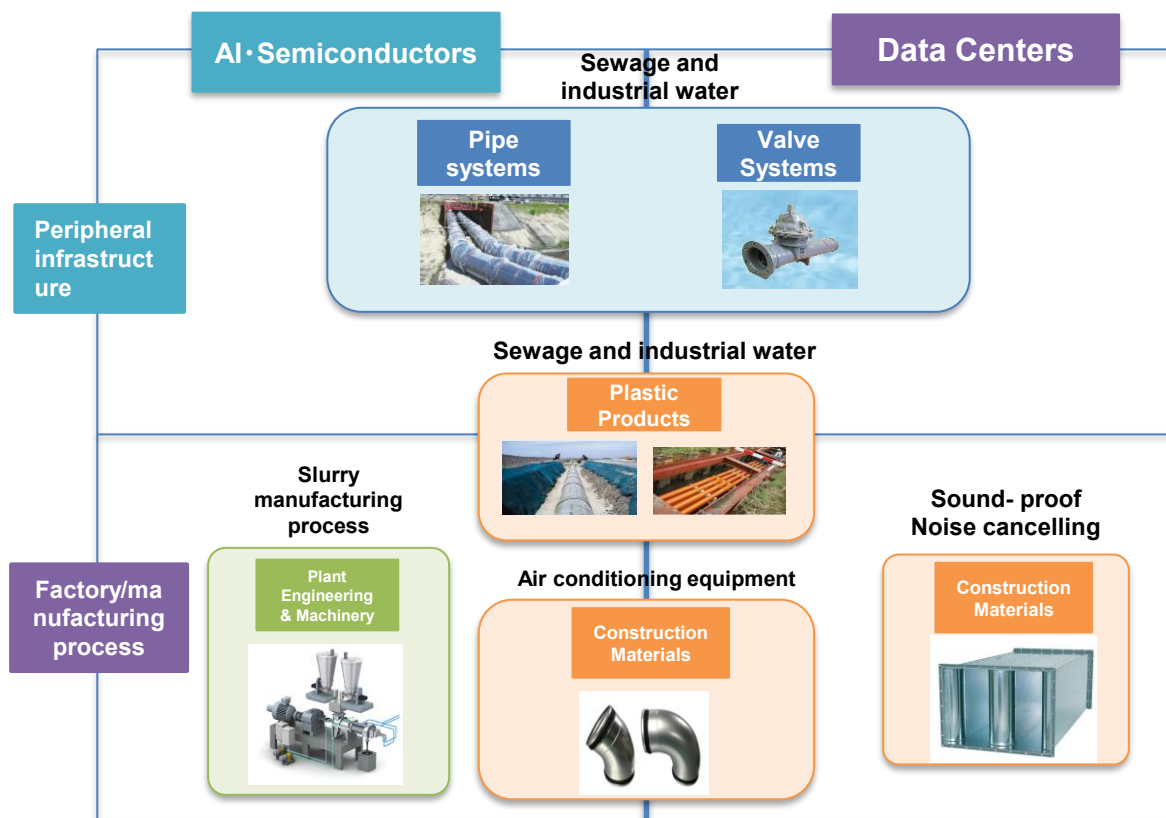 AI・Semiconductors
Data Centers
Sewage and
industrial water
Pipe
systems
Valve
Systems
Peripheral
infrastruct
ure
Sewage and industrial water
Plastic
Products
Slurry
manufacturing
process
Sound- proof
Noise cancelling
Factory/ma
nufacturing
process
Plant
Engineering
& Machinery
Air conditioning equipment
Construction
Materials
Construction
Materials